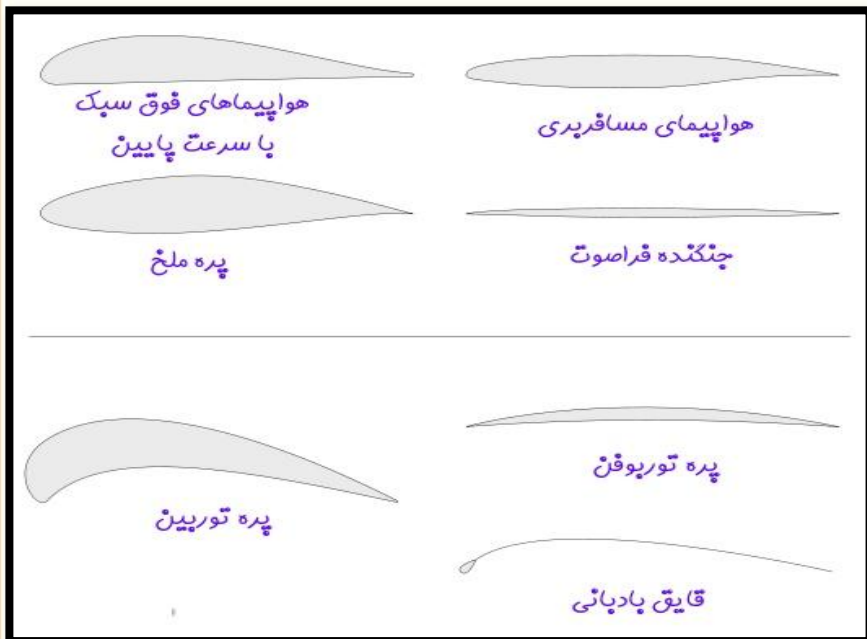 هواپیماهای فوق سبک
با سرعت پایین
هواپیمای مسافربری
پره ملخ
جنگنده فراصوت
پره توربین
پره توربوفن
قایق بادبانی